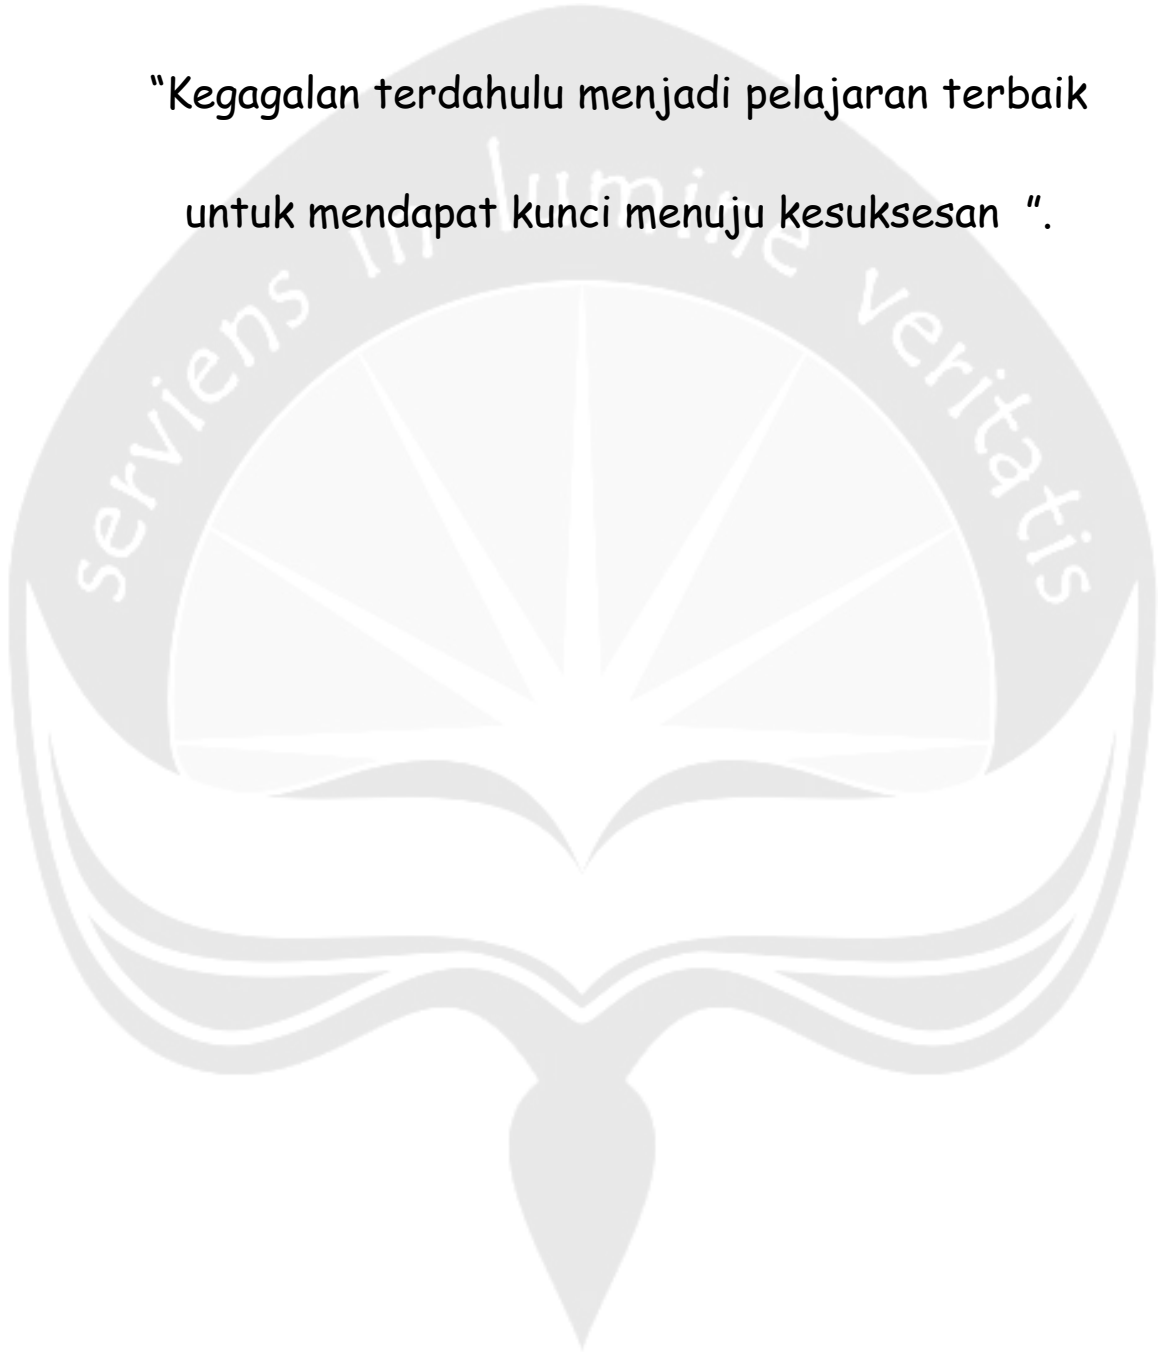 “Kegagalan terdahulu menjadi pelajaran terbaik
untuk mendapat kunci menuju kesuksesan ”.
serviens in lumine veritatis